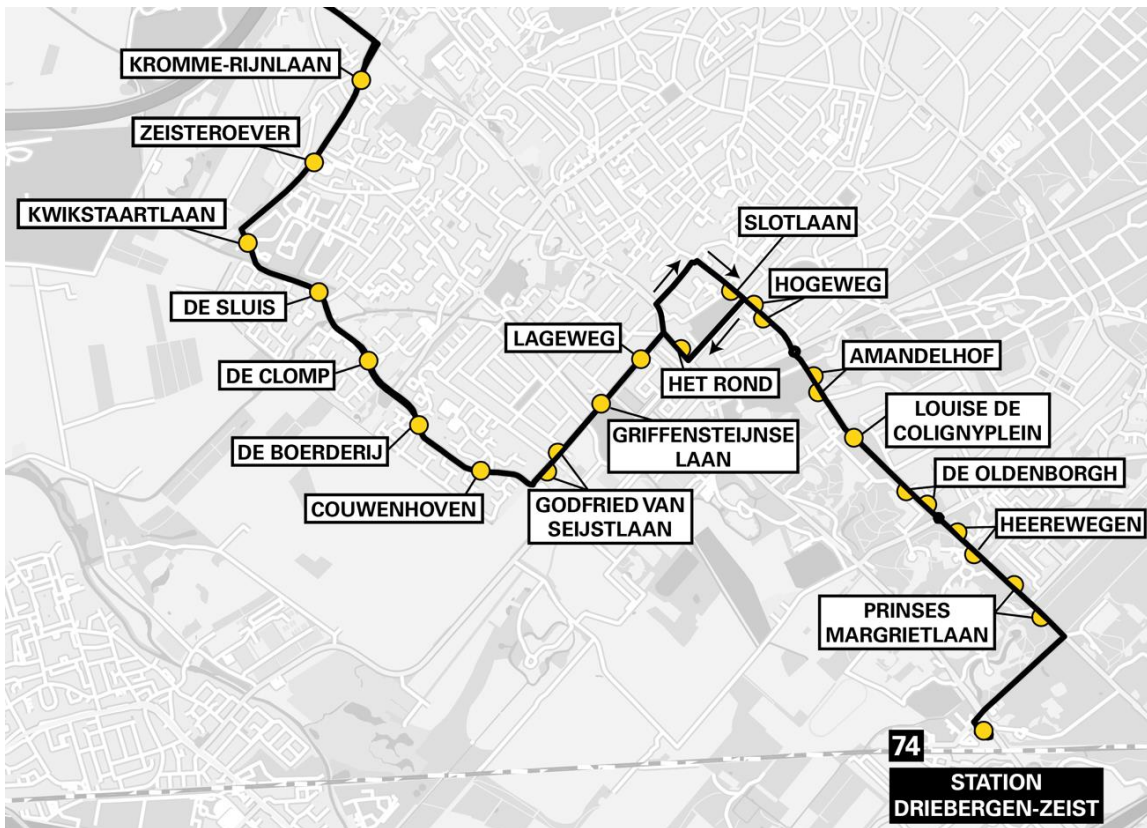 KROMME-RIJNLAAN
ZEISTEROEVER
KWIKSTAARTLAAN
DE SLUIS
DE CLOMP
DE BOERDERIJ
COUWENHOVEN
GODFRIED VAN
SEIJSTLAAN
GRIFFENSTEIJNSE
LAAN
LAGEWEG
HET ROND
SLOTLAAN
HOGEWEG
AMANDELHOF
LOUISE DE
COLIGNYPLEIN
DE OLDENBORGH
HEEREWEGEN
PRINSES
MARGRIETLAAN
74
STATION
DRIEBERGEN-ZEIST